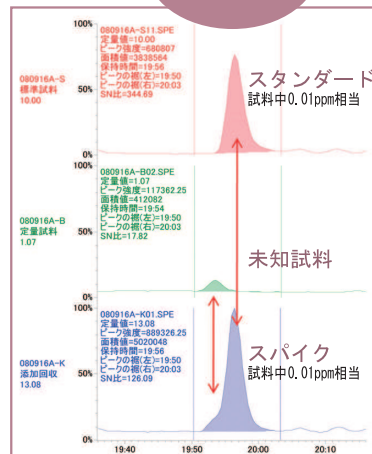 100%
080916A-S11.SPE
定量値=10.00
ピーク強度=680807
面積値=3838564
保持時間=19:56
ピークの裾(左)=19:50
ピークの裾(右)=20:03
SN比=344.69
080916A-S
標準試料
10.00
スタンダード
試料中0.01ppm相当
50%
0%
100%
080916A-B02.SPE
定量値=1.07
ピーク強度=117362.25
面積値=412082
保持時間=19:54
ピークの裾(左)=19:50
ピークの裾(右)=20:03
SN比=17.82
080916A-B
定量試料
1.07
50%
未知試料
0%
100%
080916A-K01.SPE
定量値=13.08
ピーク強度=889326.25
面積値=5020048
保持時間=19:56
ピークの裾(左)=19:50
ピークの裾(右)=20:03
SN比=126.09
080916A-K
添加回収
13.08
スパイク
試料中0.01ppm相当
50%
0%
19:40 19:50 20:00 20:10